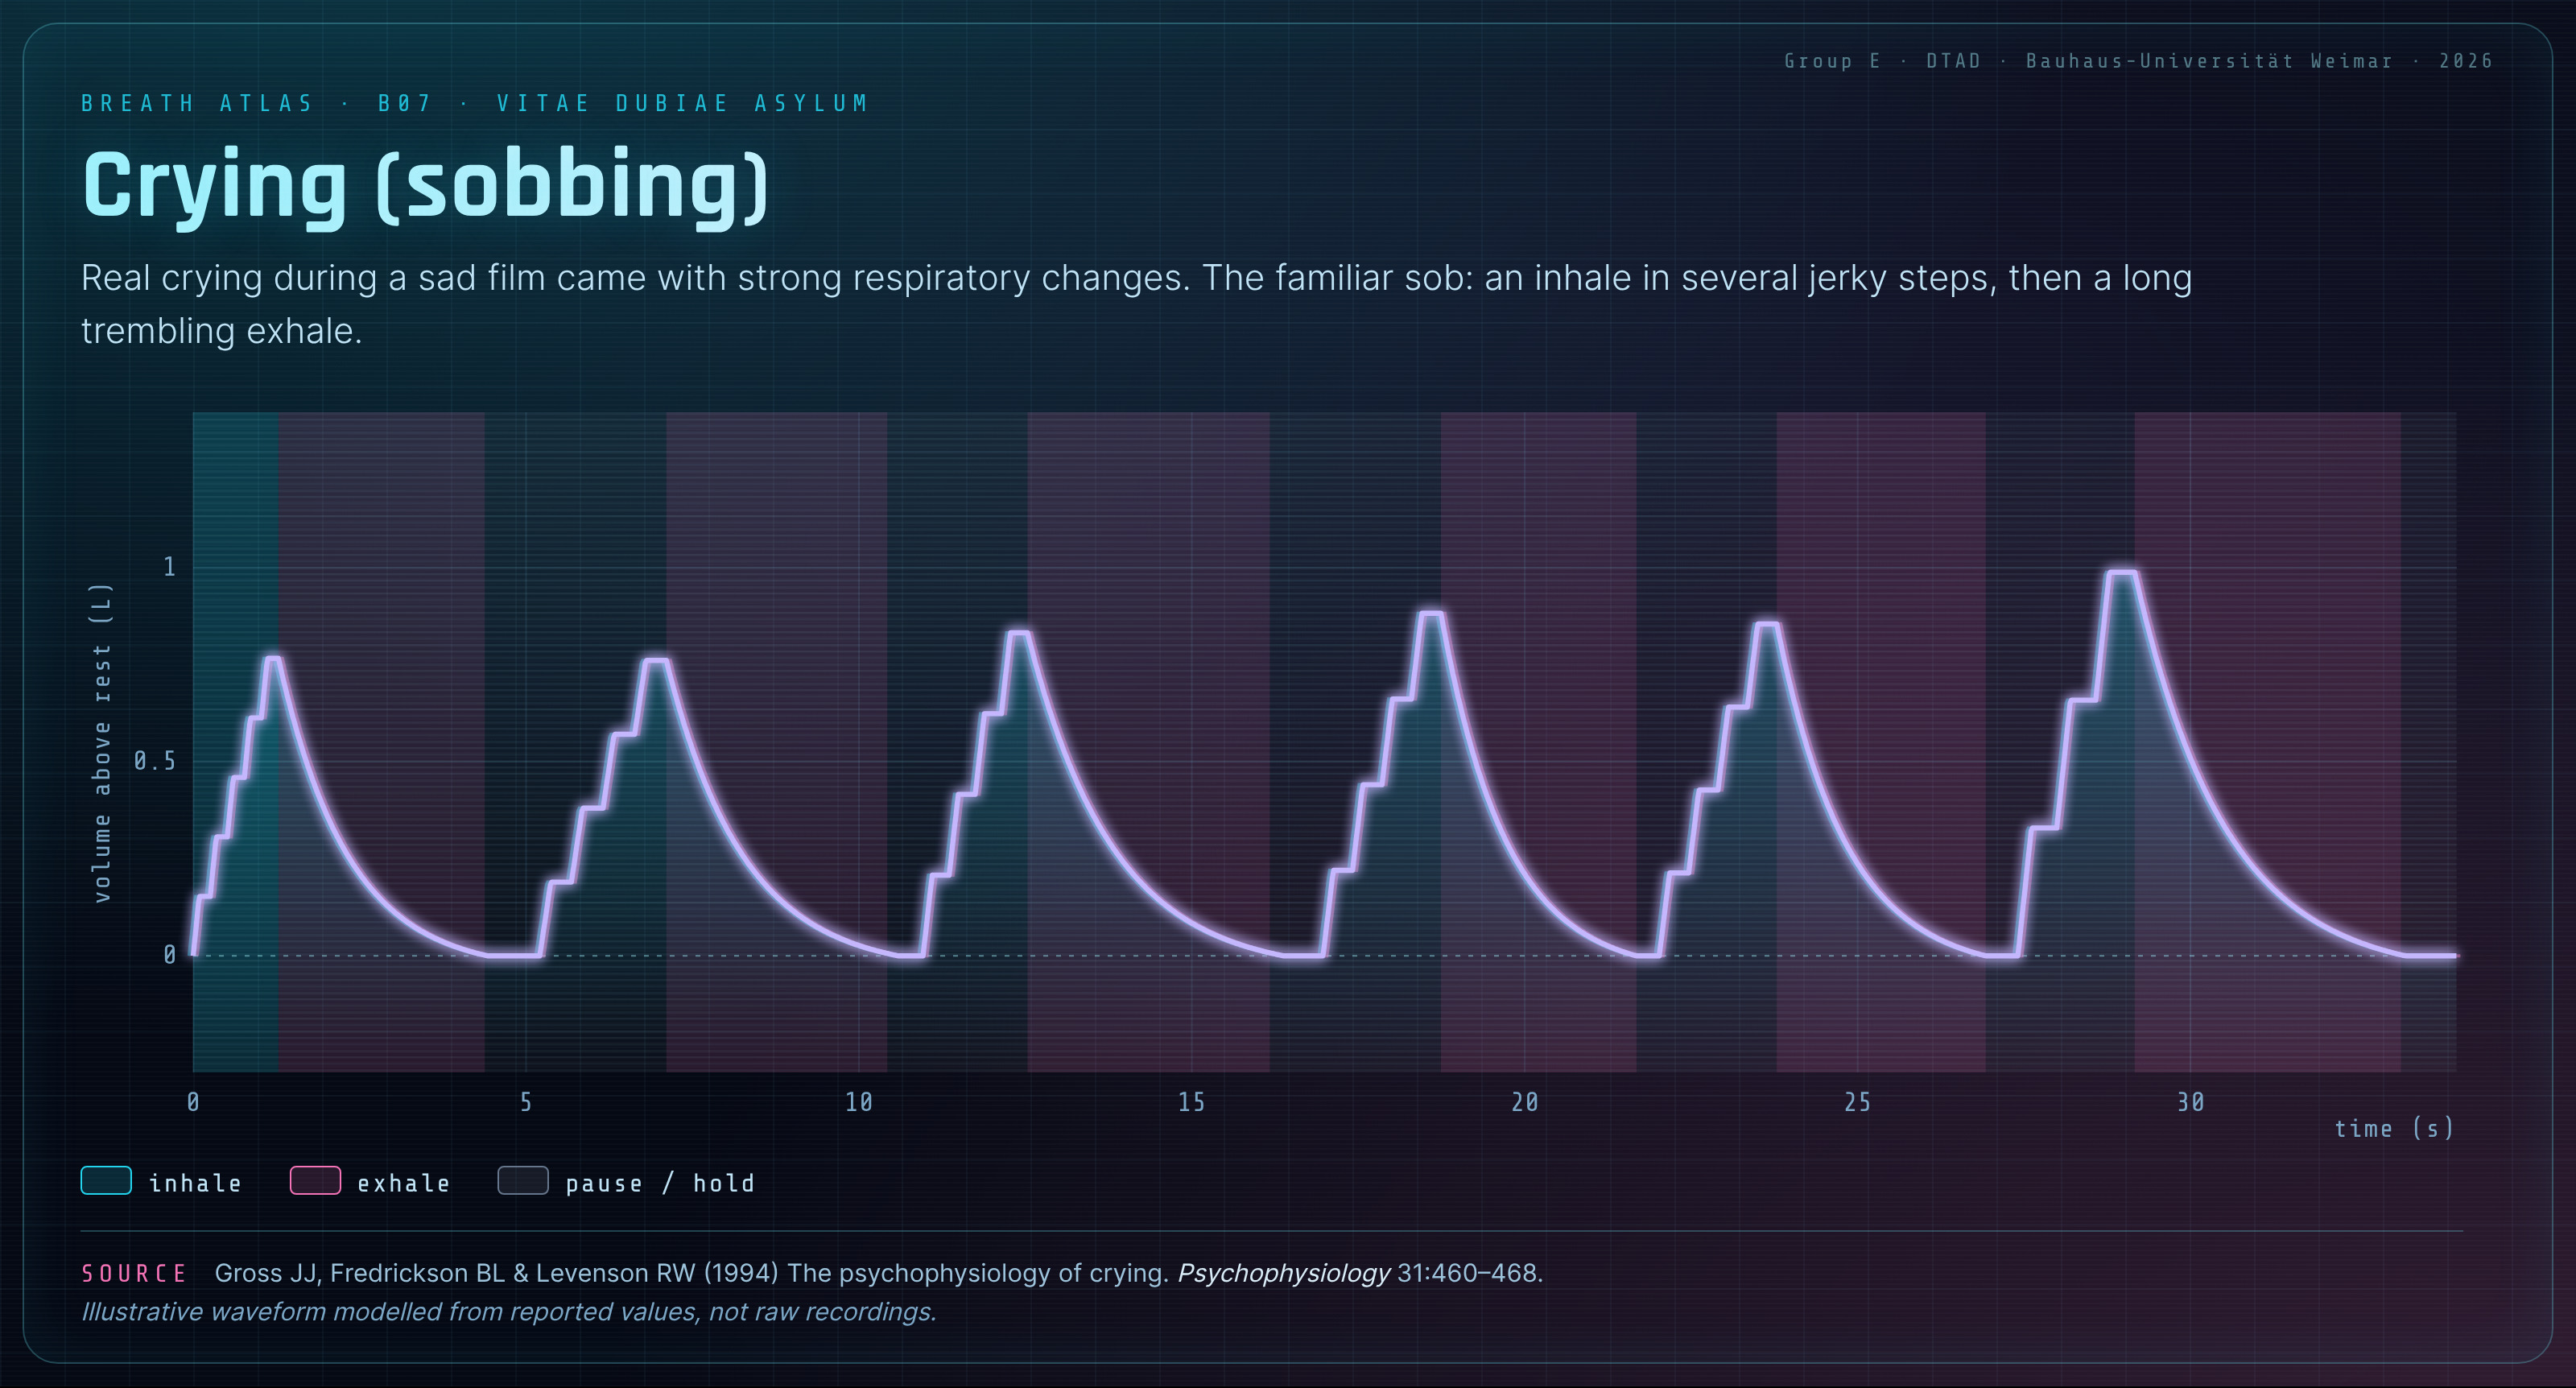 Group E · DTAD · Bauhaus-Universität Weimar · 2026
BREATH ATLAS · B07 · VITAE DUBIAE ASYLUM
Crying (sobbing)
Real crying during a sad film came with strong respiratory changes. The familiar sob: an inhale in several jerky steps, then a long
trembling exhale.
volume above rest (L)
1
0.5
0
0 5 10 15 20 25 30
time (s)
inhale exhale pause / hold
SOURCE Gross JJ, Fredrickson BL & Levenson RW (1994) The psychophysiology of crying. Psychophysiology 31:460–468.
Illustrative waveform modelled from reported values, not raw recordings.